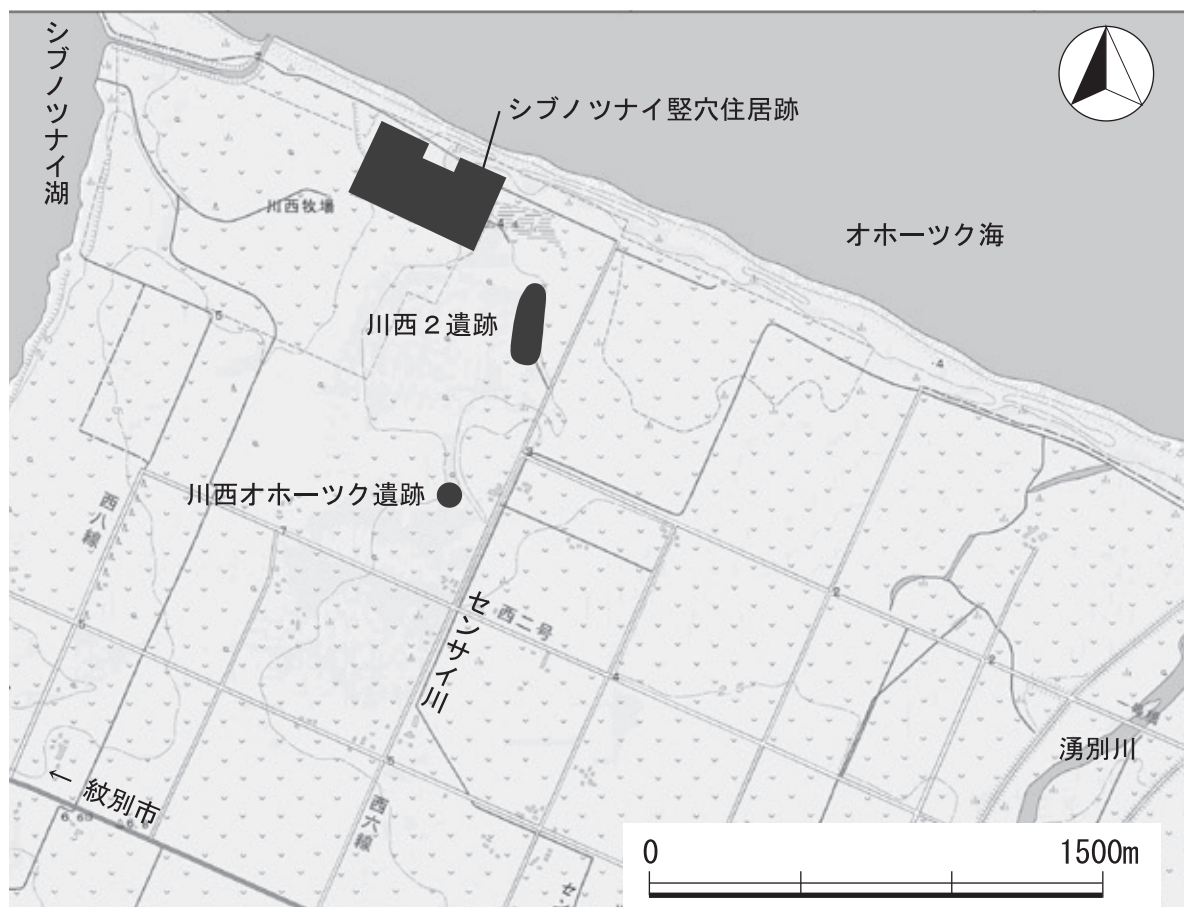 シブノツナイ湖
シブノツナイ竪穴住居跡
オホーツク海
川西牧場
川西2遺跡
川西オホーツク遺跡
西八線
センサイ川
西二号
湧別川
← 紋別市
西六線
0
1500m